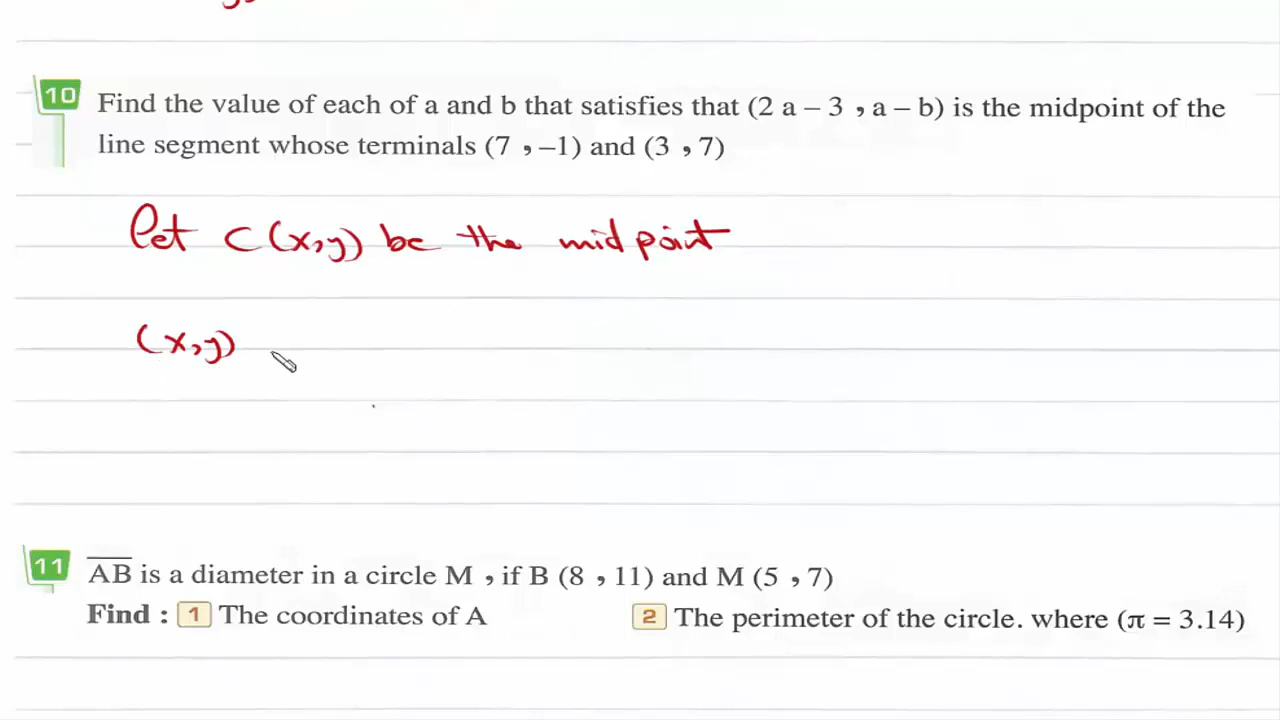 10 Find the value of each of a and b that satisfies that (2 a – 3 , a – b) is the midpoint of the
line segment whose terminals (7 , –1) and (3 , 7)
let C(x,y) be the midpoint
(x,y)
11 AB is a diameter in a circle M , if B (8 , 11) and M (5 , 7)
Find : 1 The coordinates of A 2 The perimeter of the circle. where (π = 3.14)